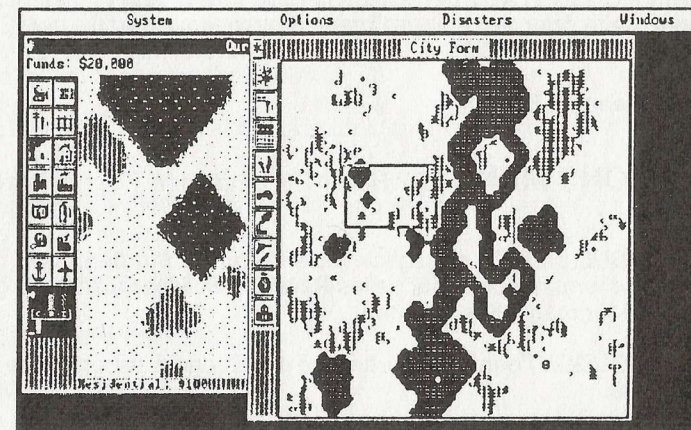 System Options Disasters Windows
Our
City Form
Funds: $20,000
Residential: $100